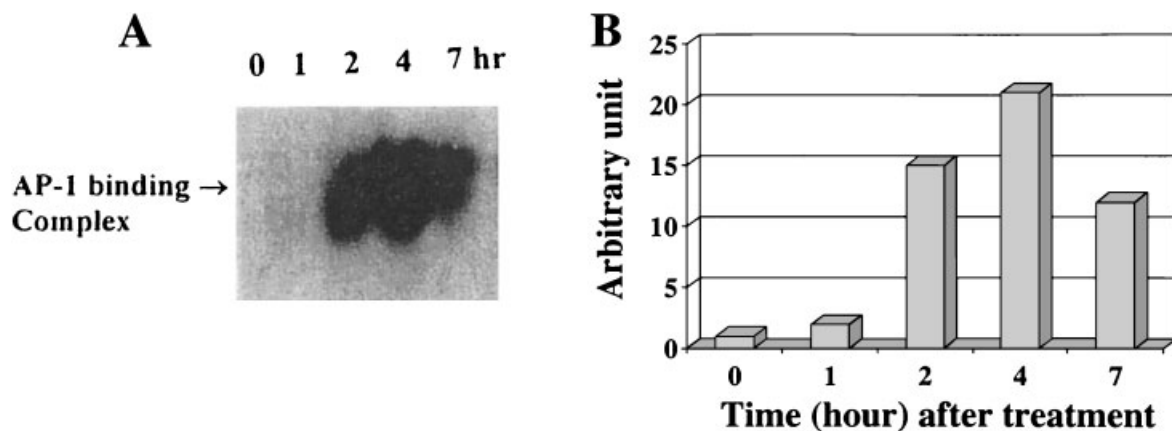 A
0 1 2 4 7 hr
AP-1 binding →
Complex
B
Arbitrary unit
25
20
15
10
5
0
0 1 2 4 7
Time (hour) after treatment